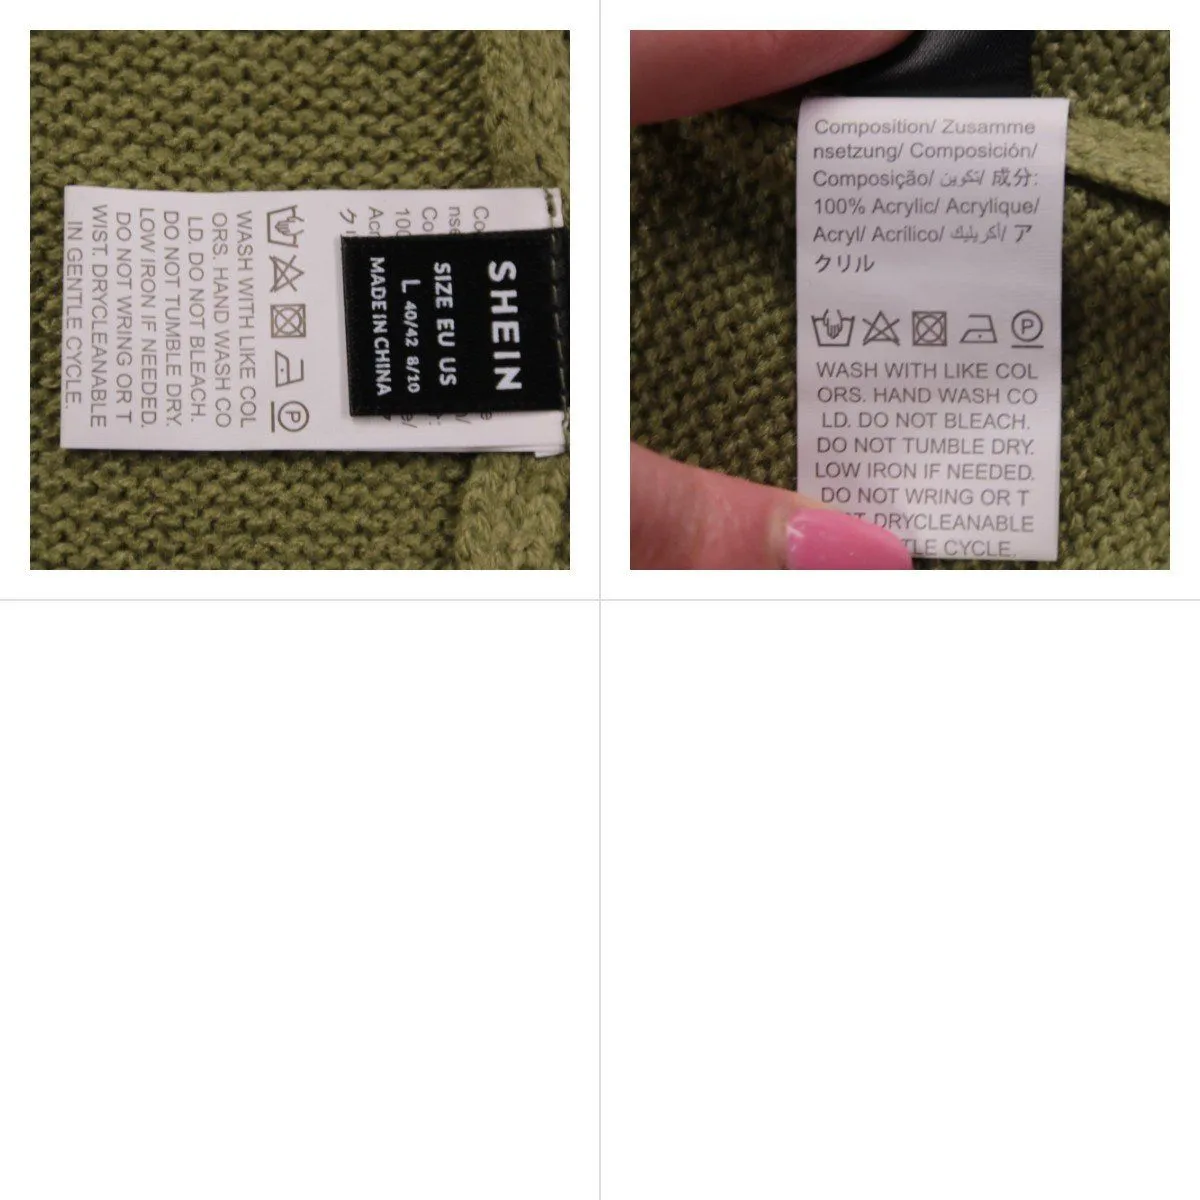 SHEIN
SIZE EU US
L 40/42 8/10
MADE IN CHINA
WASH WITH LIKE COL
ORS. HAND WASH CO
LD. DO NOT BLEACH.
DO NOT TUMBLE DRY.
LOW IRON IF NEEDED.
DO NOT WRING OR T
WIST. DRYCLEANABLE
IN GENTLE CYCLE.
Composition/ Zusamme
nsetzung/ Composición/
Composição/ تكوين/ 成分:
100% Acrylic/ Acrylique/
Acryl/ Acrílico/ أكريليك/ ア
クリル
P
WASH WITH LIKE COL
ORS. HAND WASH CO
LD. DO NOT BLEACH.
DO NOT TUMBLE DRY.
LOW IRON IF NEEDED.
DO NOT WRING OR T
DRYCLEANABLE
CYCLE.